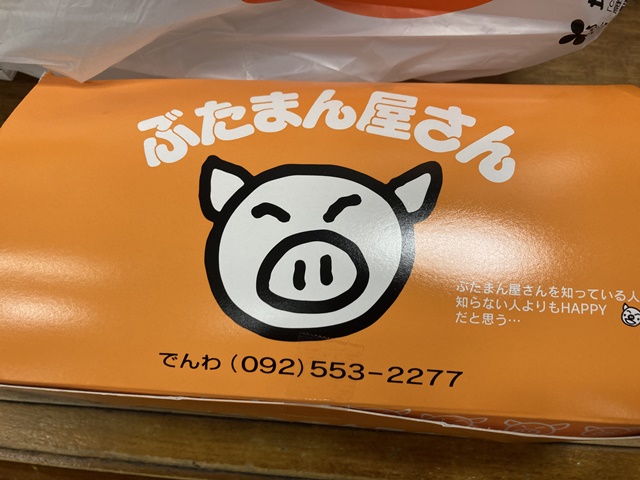 ぶたまん屋さん
ぶたまん屋さんを知っている人
知らない人よりもHAPPY
だと思う…
でんわ (092) 553-2277